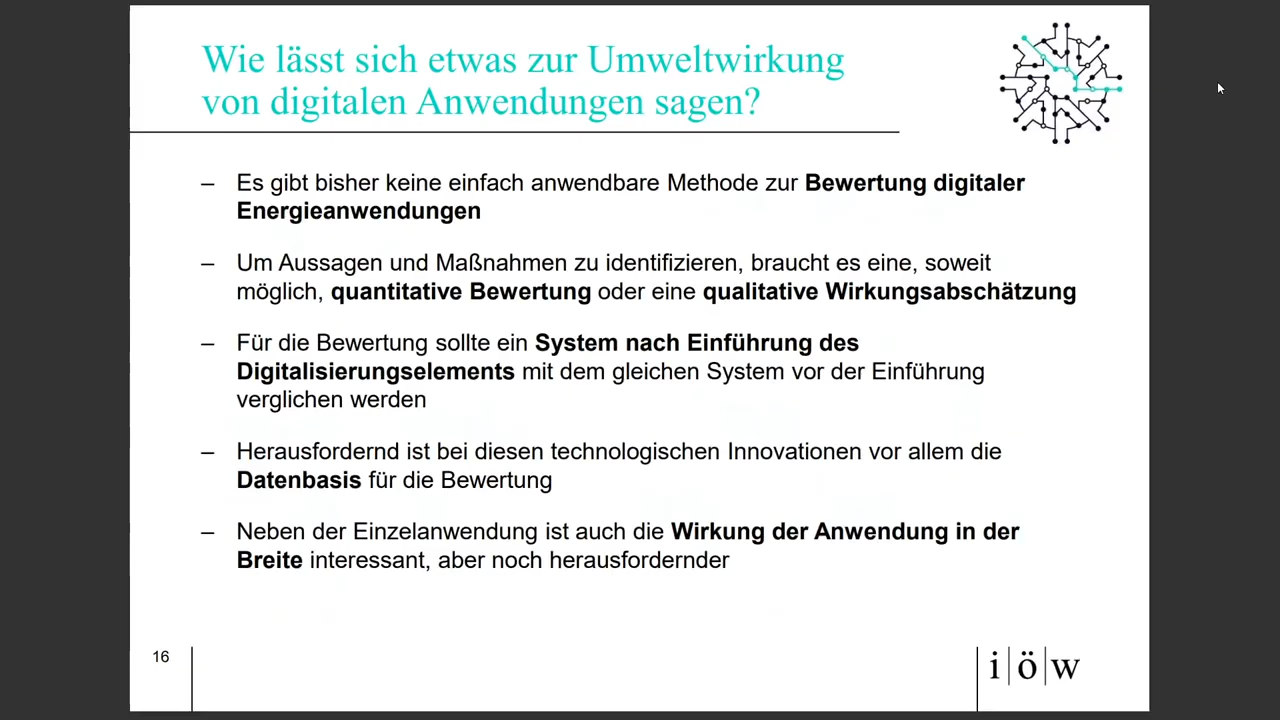 Wie lässt sich etwas zur Umweltwirkung
von digitalen Anwendungen sagen?
– Es gibt bisher keine einfach anwendbare Methode zur Bewertung digitaler
Energieanwendungen
– Um Aussagen und Maßnahmen zu identifizieren, braucht es eine, soweit
möglich, quantitative Bewertung oder eine qualitative Wirkungsabschätzung
– Für die Bewertung sollte ein System nach Einführung des
Digitalisierungselements mit dem gleichen System vor der Einführung
verglichen werden
– Herausfordernd ist bei diesen technologischen Innovationen vor allem die
Datenbasis für die Bewertung
– Neben der Einzelanwendung ist auch die Wirkung der Anwendung in der
Breite interessant, aber noch herausfordernder
16
i|ö|w